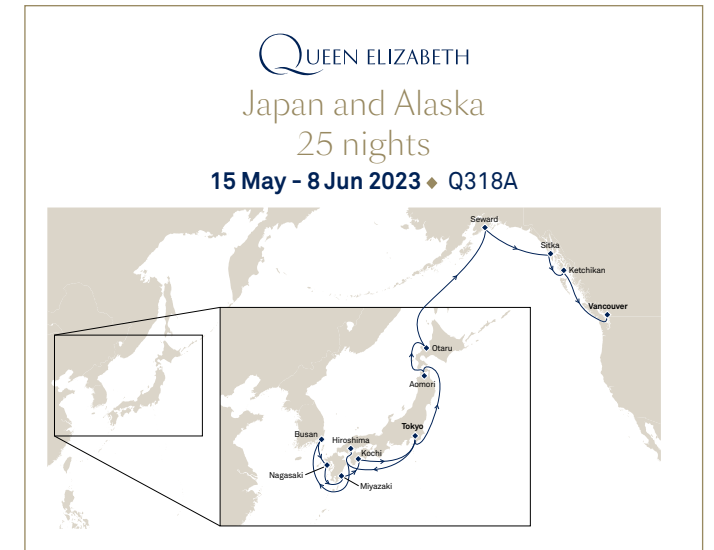 QUEEN ELIZABETH
Japan and Alaska
25 nights
15 May - 8 Jun 2023 ◆ Q318A
Seward
Sitka
Ketchikan
Vancouver
Otaru
Aomori
Tokyo
Busan
Hiroshima
Kochi
Nagasaki
Miyazaki